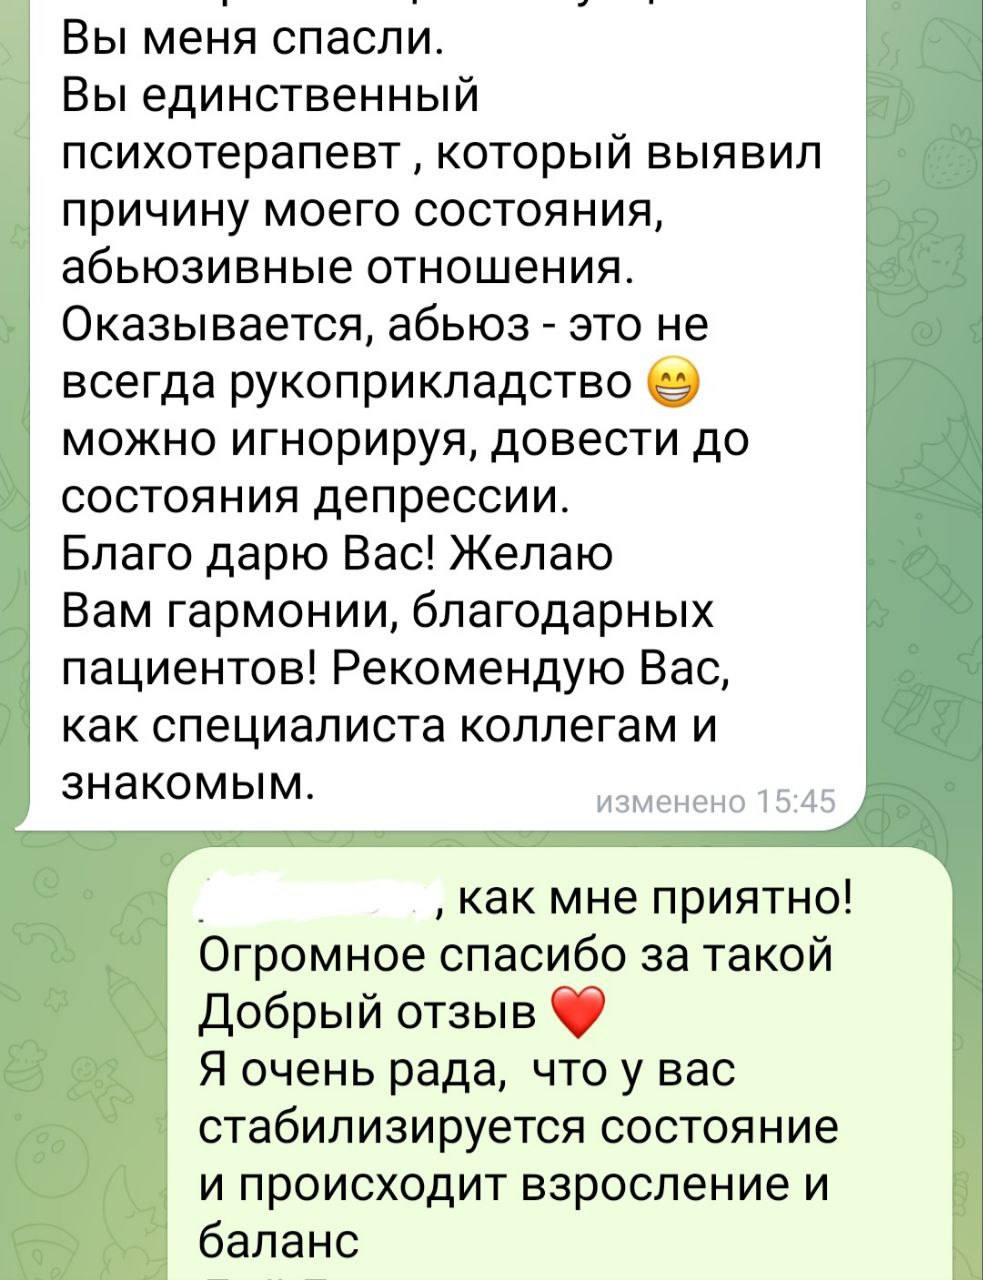 Вы меня спасли.
Вы единственный
психотерапевт , который выявил
причину моего состояния,
абьюзивные отношения.
Оказывается, абьюз - это не
всегда рукоприкладство 😁
можно игнорируя, довести до
состояния депрессии.
Благо дарю Вас! Желаю
Вам гармонии, благодарных
пациентов! Рекомендую Вас,
как специалиста коллегам и
знакомым.
изменено 15:45
, как мне приятно!
Огромное спасибо за такой
Добрый отзыв ❤️
Я очень рада,  что у вас
стабилизируется состояние
и происходит взросление и
баланс